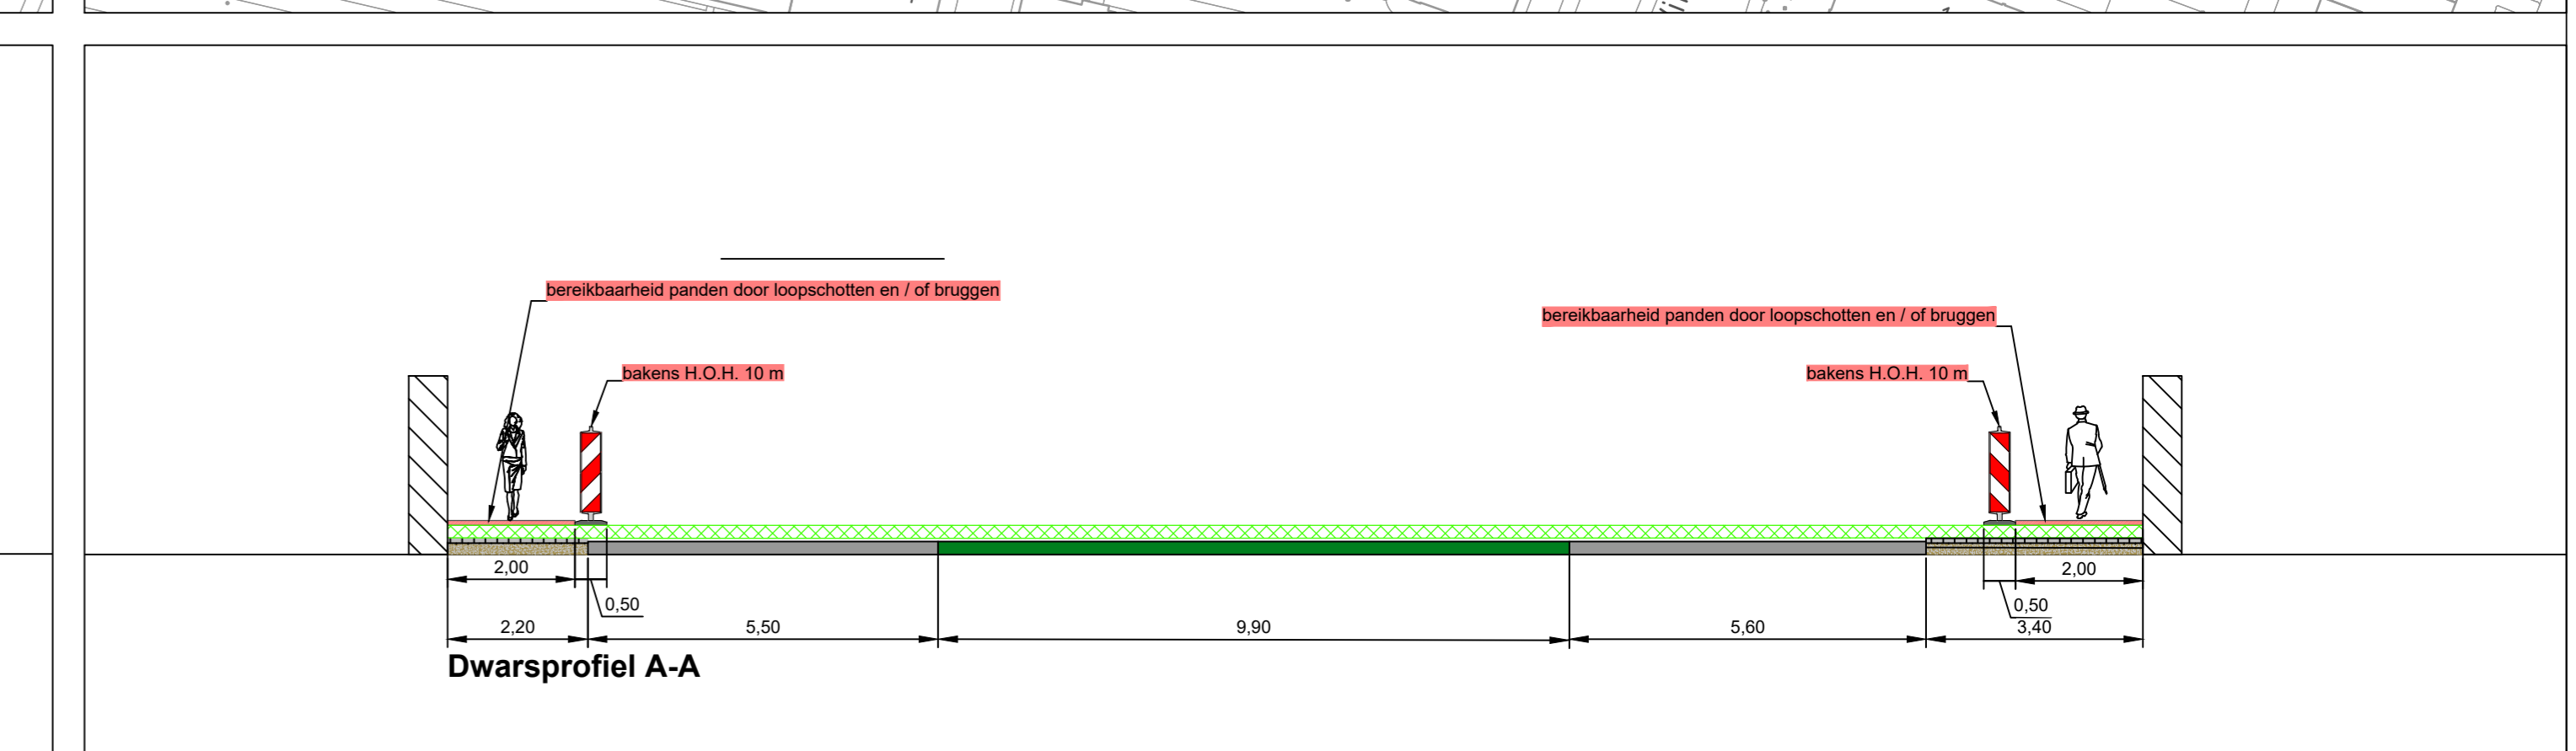 bereikbaarheid panden door loopschotten en / of bruggen
bereikbaarheid panden door loopschotten en / of bruggen
bakens H.O.H. 10 m
bakens H.O.H. 10 m
2,00
2,00
0,50
0,50
2,20
5,50
9,90
5,60
3,40
Dwarsprofiel A-A